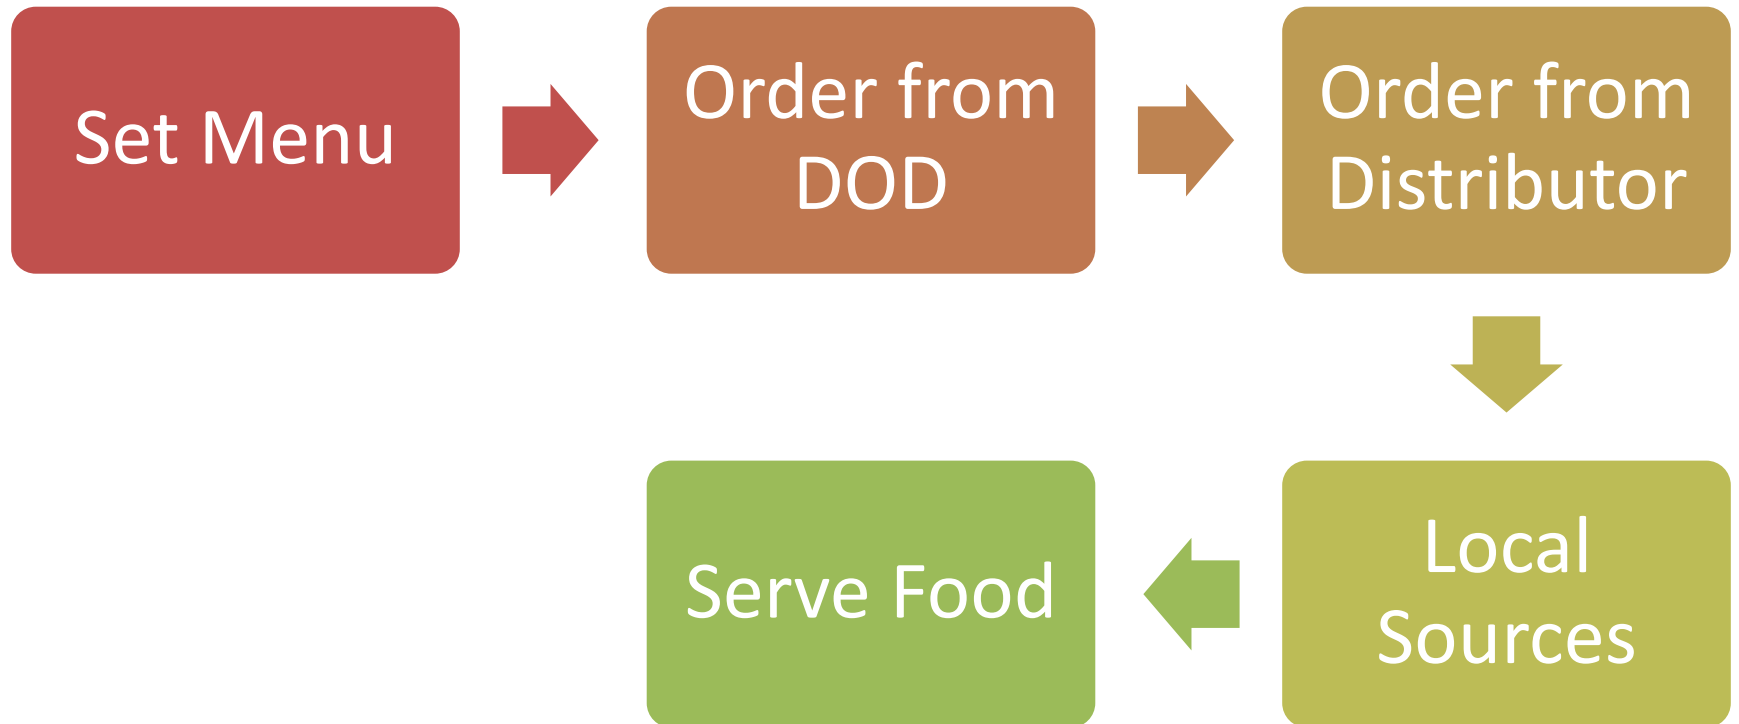 Set Menu
Order from
DOD
Order from
Distributor
Local
Sources
Serve Food